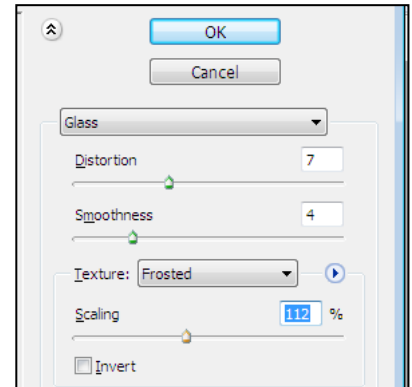 OK
Cancel
Glass
Distortion 7
Smoothness 4
Texture: Frosted
Scaling 112 %
Invert